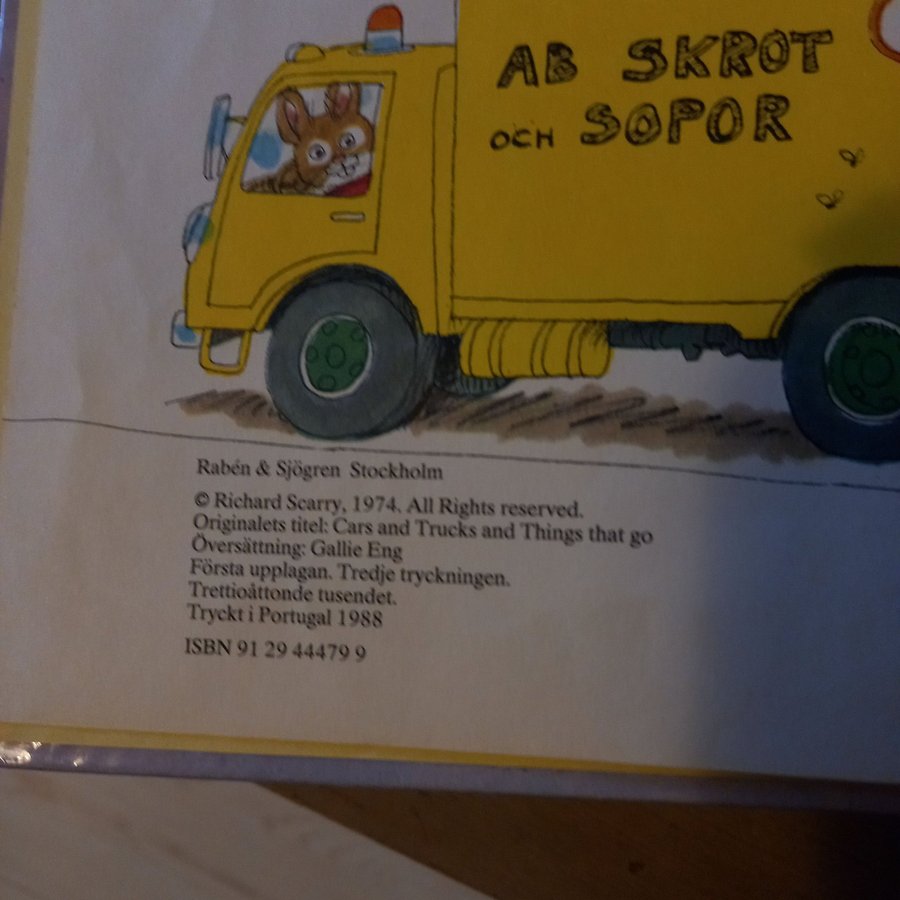 AB SKROT
OCH SOPOR
Rabén & Sjögren Stockholm
© Richard Scarry, 1974. All Rights reserved.
Originalets titel: Cars and Trucks and Things that go
Översättning: Gallie Eng
Första upplagan. Tredje tryckningen.
Trettioåttonde tusendet.
Tryckt i Portugal 1988
ISBN 91 29 44479 9